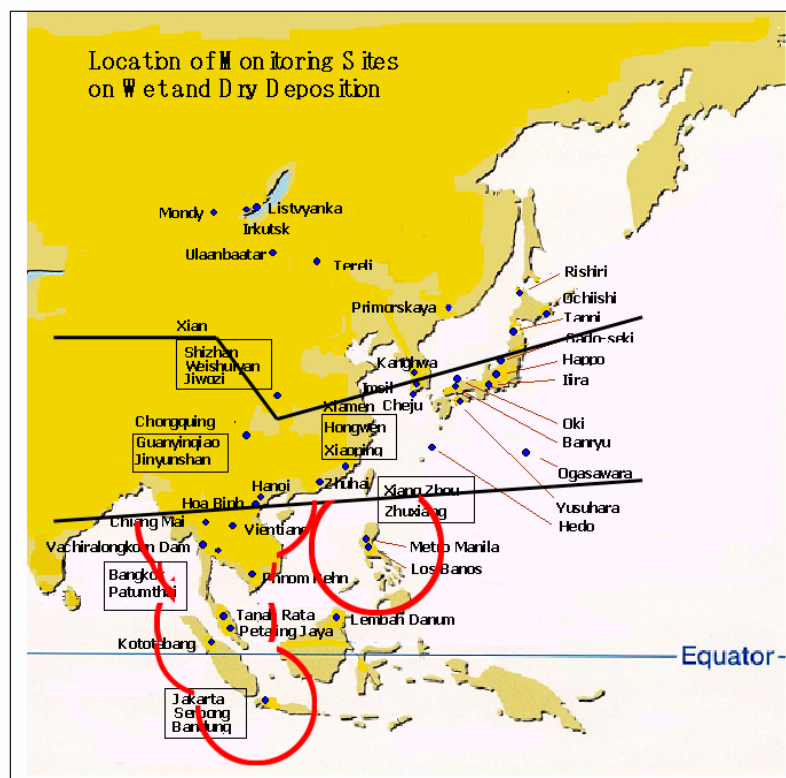 Location of Monitoring Sites
on Wet and Dry Deposition
Mondy
Listvyanka
Irkutsk
Ulaanbaatar
Terelj
Rishiri
Primorskaya
Ochiishi
Tappi
Xian
Sado-seki
Shizhan
Weishuiyan
Jiwozi
Kanghwa
Happo
Imsil
Ijira
Xiamen
Cheju
Chongquing
Hongwen
Xiaoping
Oki
Guanyinqiao
Jinyunshan
Banryu
Ogasawara
Hanoi
Zhuhai
Xiang Zhou
Zhuxiang
Hoa Binh
Yusuhara
Hedo
Chiang Mai
Vientiane
Vachiralongkorn Dam
Metro Manila
Los Banos
Bangkok
Patumthai
Phnom Penh
Tanah Rata
Petaling Jaya
Lembah Danum
Kototabang
Equator
Jakarta
Serpong
Bandung